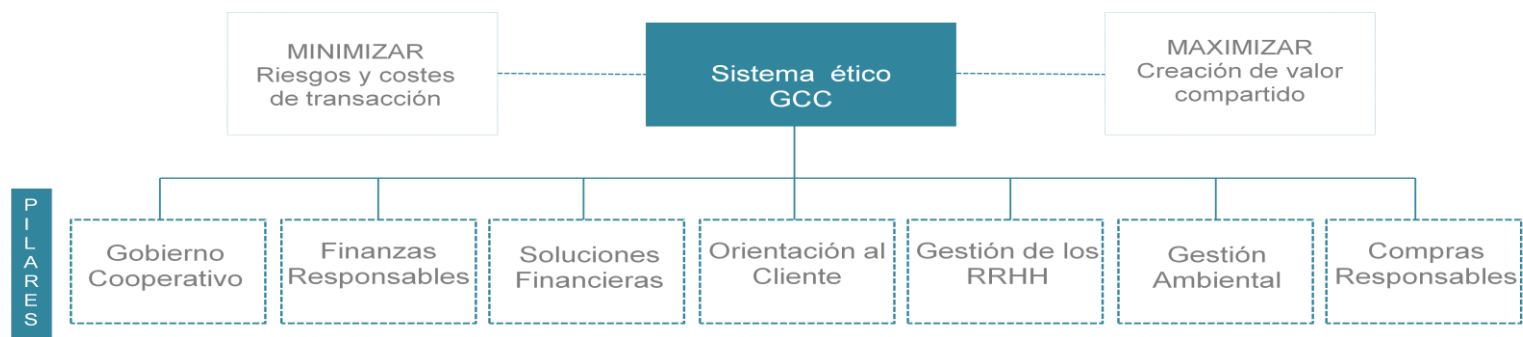 MINIMIZAR
Riesgos y costes
de transacción
Sistema ético
GCC
MAXIMIZAR
Creación de valor
compartido
PILARES
Gobierno
Cooperativo
Finanzas
Responsables
Soluciones
Financieras
Orientación al
Cliente
Gestión de los
RRHH
Gestión
Ambiental
Compras
Responsables